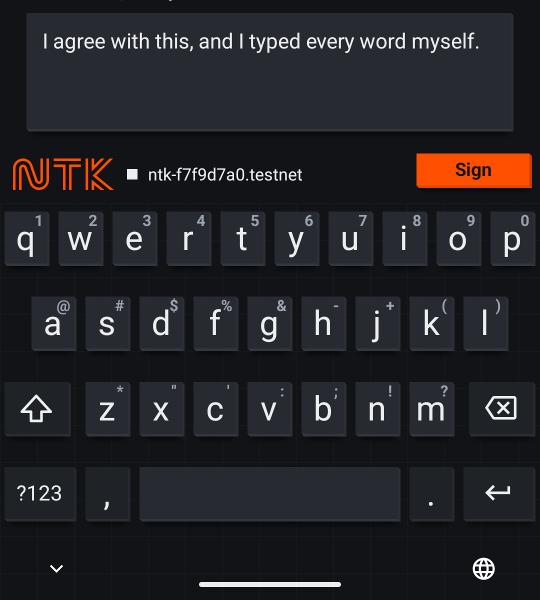 I agree with this, and I typed every word myself.
NTK ntk-f7f9d7a0.testnet Sign
1 2 3 4 5 6 7 8 9 0
q w e r t y u i o p
@ # $ % & - + ( )
a s d f g h j k l
* " ' : ; ! ?
z x c v b n m
?123 , .